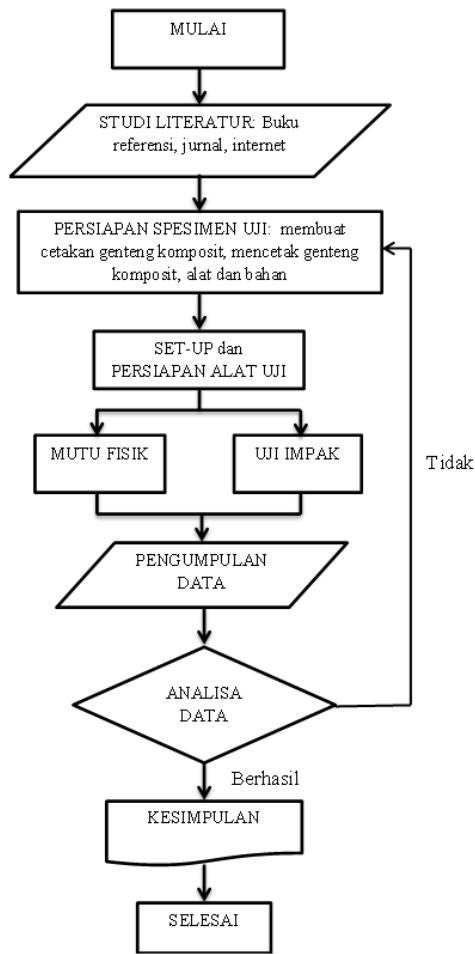 MULAI
STUDI LITERATUR: Buku
referensi, jurnal, internet
PERSIAPAN SPESIMEN UJI: membuat
cetakan genteng komposit, mencetak genteng
komposit, alat dan bahan
SET-UP dan
PERSIAPAN ALAT UJI
MUTU FISIK
UJI IMPAK
Tidak
PENGUMPULAN
DATA
ANALISA
DATA
Berhasil
KESIMPULAN
SELESAI